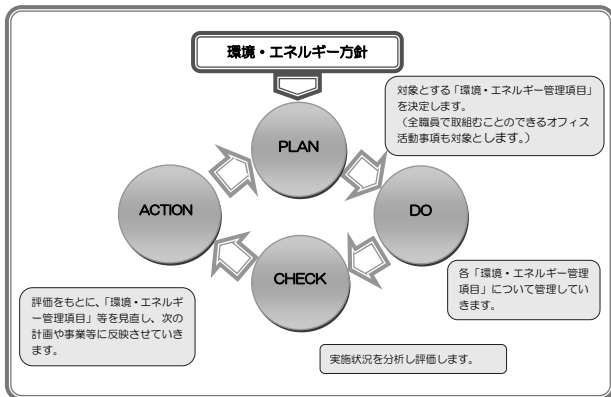 環境・エネルギー方針
対象とする「環境・エネルギー管理項目」
を決定します。
（全職員で取組むことのできるオフィス
活動事項も対象とします。）
PLAN
ACTION
DO
CHECK
各「環境・エネルギー管理
項目」について管理してい
きます。
評価をもとに、「環境・エネルギ
ー管理項目」等を見直し、次の
計画や事業等に反映させていき
ます。
実施状況を分析し評価します。